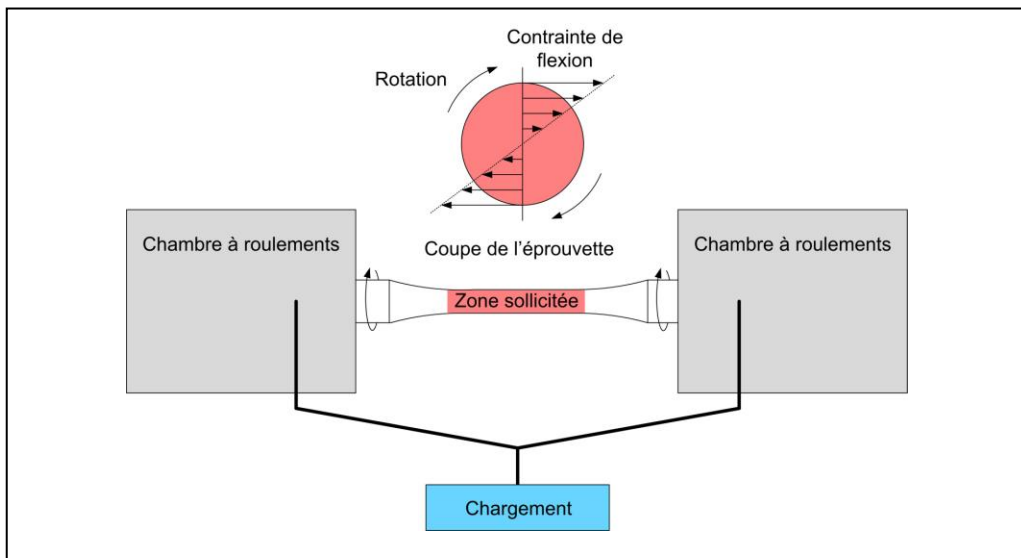 Contrainte de
flexion
Rotation
Chambre à roulements
Coupe de l'éprouvette
Chambre à roulements
Zone sollicitée
Chargement